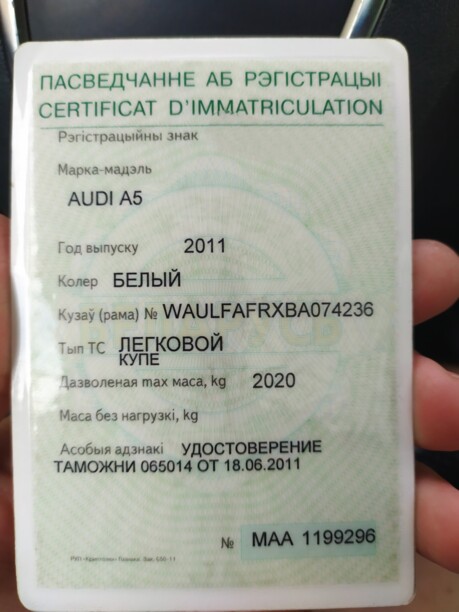 ПАСВЕДЧАННЕ АБ РЭГІСТРАЦЫІ
CERTIFICAT D'IMMATRICULATION
Рэгістрацыйны знак
Марка-мадэль
AUDI A5
Год выпуску 2011
Колер БЕЛЫЙ
Кузаў (рама) № WAULFAFRXBA074236
Тып ТС ЛЕГКОВОЙ
КУПЕ
Дазволеная max маса, kg 2020
Маса без нагрузкі, kg
Асобыя адзнакі УДОСТОВЕРЕНИЕ
ТАМОЖНИ 065014 ОТ 18.06.2011
№ МАА 1199296